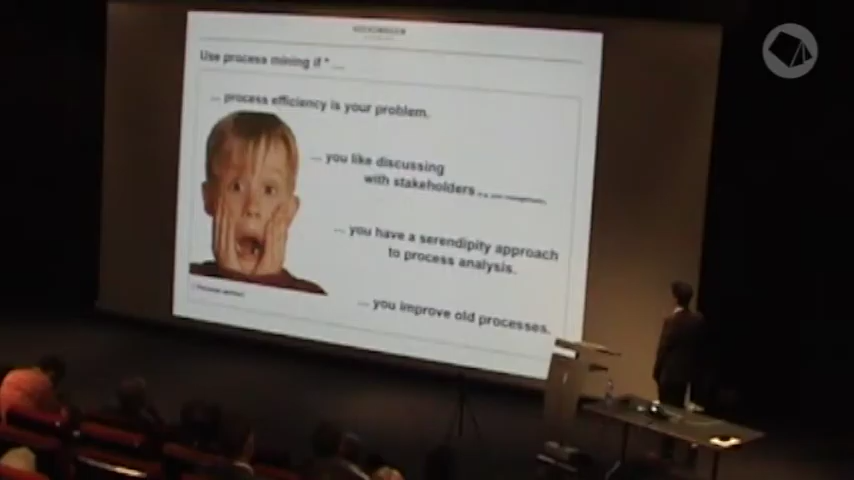 Use process mining if * ...
... process efficiency is your problem.
... you like discussing
with stakeholders
... you have a serendipity approach
to process analysis.
... you improve old processes.